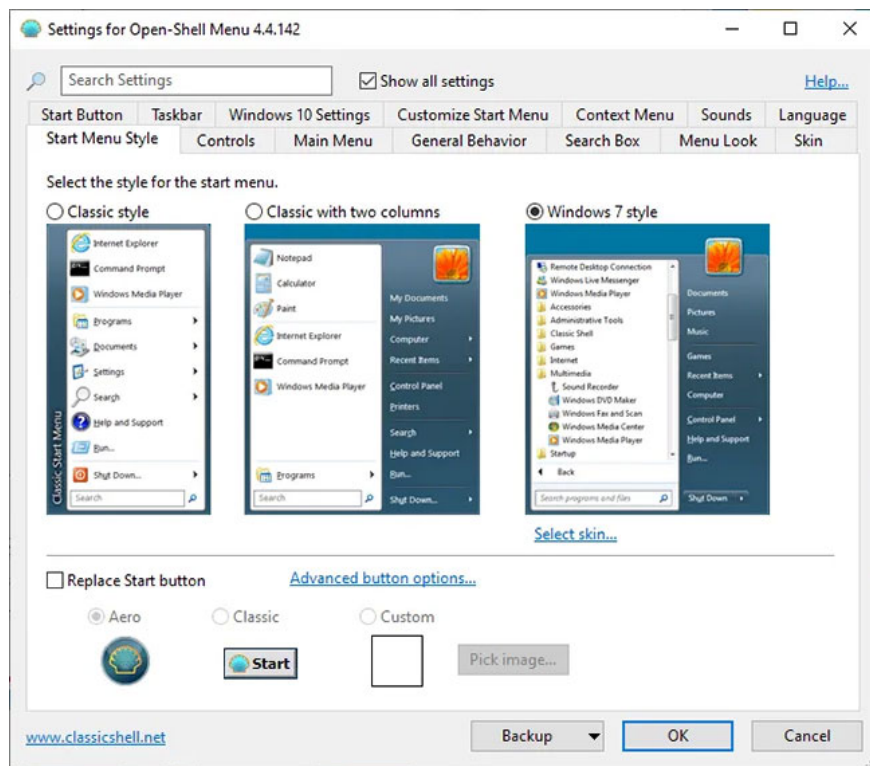 Settings for Open-Shell Menu 4.4.142
Search Settings
Show all settings
Help...
Start Button Taskbar Windows 10 Settings Customize Start Menu Context Menu Sounds Language
Start Menu Style Controls Main Menu General Behavior Search Box Menu Look Skin
Select the style for the start menu.
Classic style
Classic with two columns
Windows 7 style
Internet Explorer
Command Prompt
Windows Media Player
Programs
Documents
Settings
Search
Help and Support
Run...
Shut Down...
Search
Classic Start Menu
Notepad
Calculator
Paint
Internet Explorer
Command Prompt
Windows Media Player
Programs
Search
My Documents
My Pictures
Computer
Recent Items
Control Panel
Printers
Search
Help and Support
Run...
Shut Down...
Remote Desktop Connection
Windows Live Messenger
Windows Media Player
Accessories
Administrative Tools
Classic Shell
Games
Internet
Multimedia
Sound Recorder
Windows DVD Maker
Windows Fax and Scan
Windows Media Center
Windows Media Player
Startup
Back
Search programs and files
Documents
Pictures
Music
Games
Recent Items
Computer
Control Panel
Help and Support
Run...
Shut Down
Select skin...
Replace Start button
Advanced button options...
Aero
Classic
Custom
Start
Pick image...
www.classicshell.net
Backup
OK
Cancel